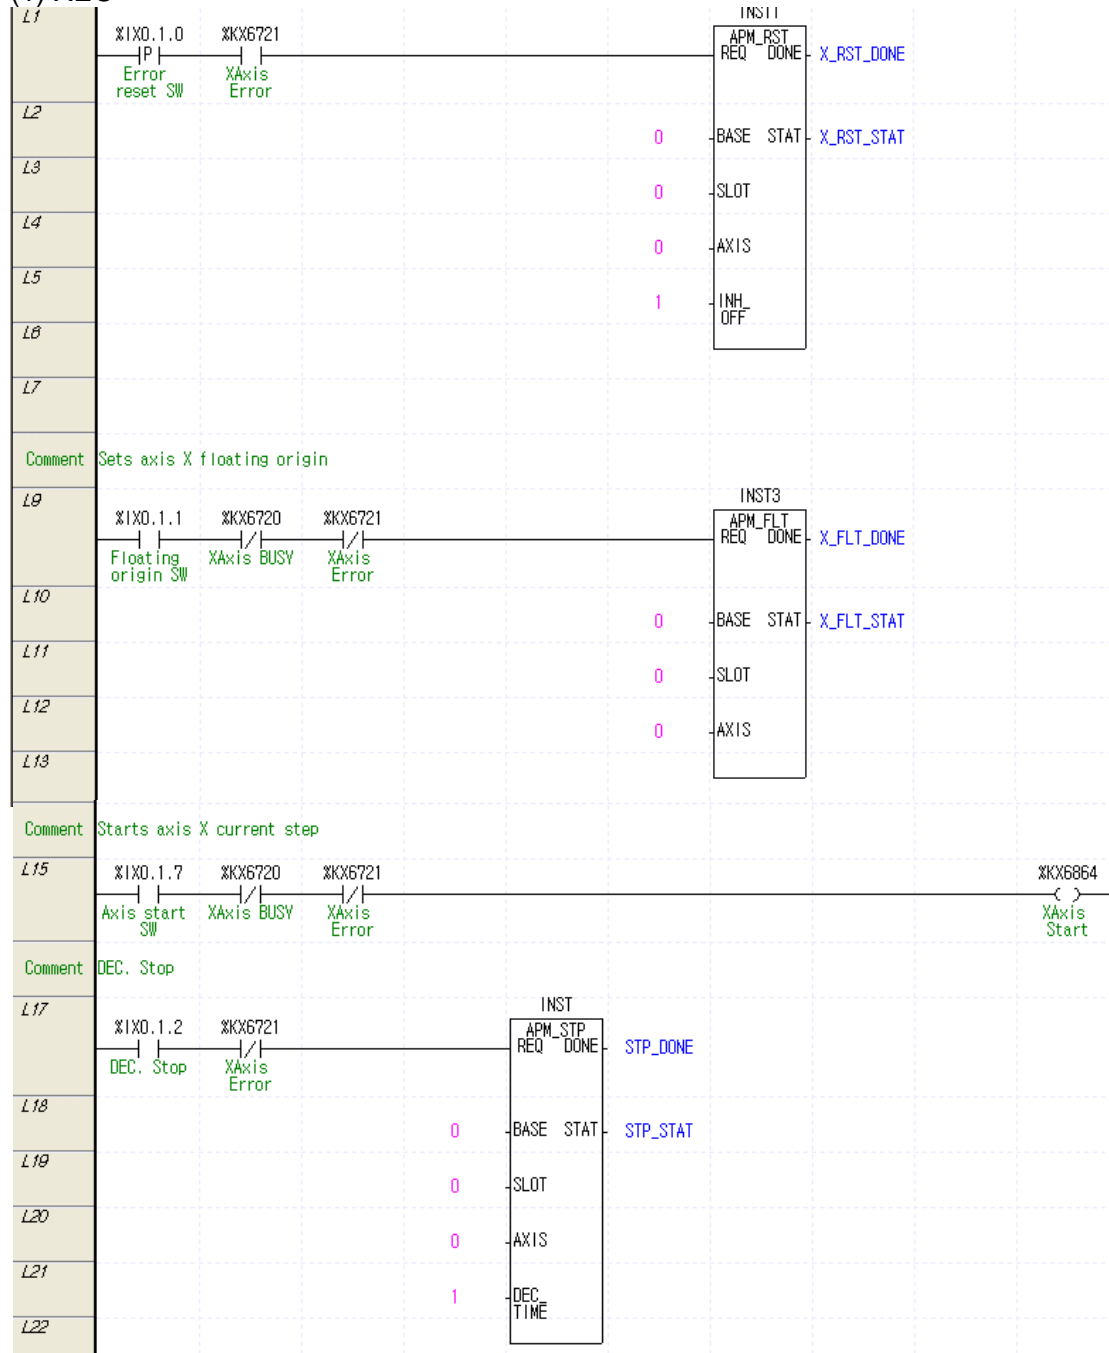 L1
INST1
%IX0.1.0 %KX6721
P
APM_RST
REQ DONE X_RST_DONE
Error reset SW
XAxis Error
L2
0 BASE STAT X_RST_STAT
L3
0 SLOT
L4
0 AXIS
L5
1 INH_OFF
L6
L7
Comment Sets axis X floating origin
L9
INST3
%IX0.1.1 %KX6720 %KX6721
APM_FLT
REQ DONE X_FLT_DONE
Floating origin SW
XAxis BUSY
XAxis Error
L10
0 BASE STAT X_FLT_STAT
L11
0 SLOT
L12
0 AXIS
L13
Comment Starts axis X current step
L15
%IX0.1.7 %KX6720 %KX6721 %KX6864
Axis start SW
XAxis BUSY
XAxis Error
XAxis Start
Comment DEC. Stop
L17
INST
%IX0.1.2 %KX6721
APM_STP
REQ DONE STP_DONE
DEC. Stop
XAxis Error
L18
0 BASE STAT STP_STAT
L19
0 SLOT
L20
0 AXIS
L21
1 DEC_TIME
L22